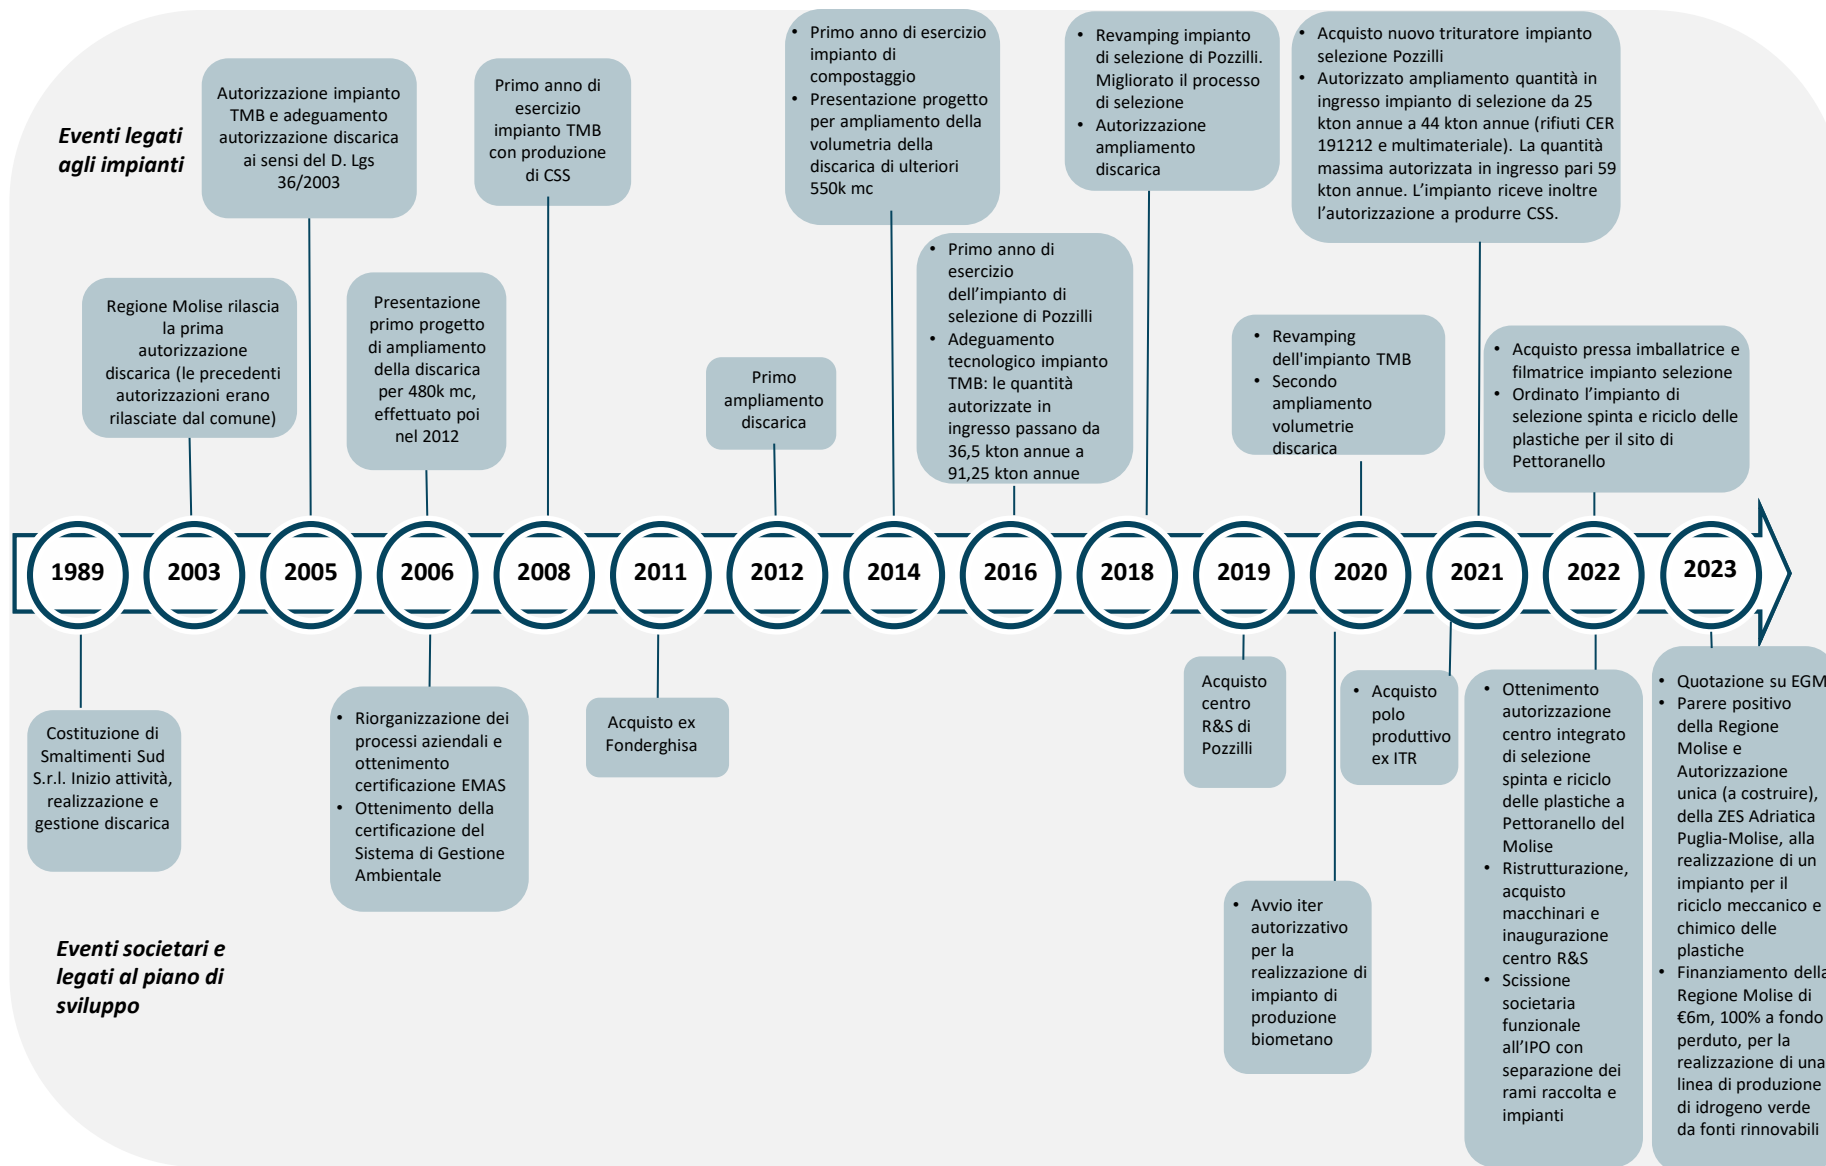 Eventi legati
agli impianti
Regione Molise rilascia
la prima
autorizzazione
discarica (le precedenti
autorizzazioni erano
rilasciate dal comune)
Autorizzazione impianto
TMB e adeguamento
autorizzazione discarica
ai sensi del D. Lgs
36/2003
Presentazione
primo progetto
di ampliamento
della discarica
per 480k mc,
effettuato poi
nel 2012
Primo anno di
esercizio
impianto TMB
con produzione
di CSS
Primo
ampliamento
discarica
• Primo anno di esercizio
impianto di
compostaggio
• Presentazione progetto
per ampliamento della
volumetria della
discarica di ulteriori
550k mc
• Primo anno di
esercizio
dell’impianto di
selezione di Pozzilli
• Adeguamento
tecnologico impianto
TMB: le quantità
autorizzate in
ingresso passano da
36,5 kton annue a
91,25 kton annue
• Revamping impianto
di selezione di Pozzilli.
Migliorato il processo
di selezione
• Autorizzazione
ampliamento
discarica
• Revamping
dell'impianto TMB
• Secondo
ampliamento
volumetrie
discarica
• Acquisto nuovo trituratore impianto
selezione Pozzilli
• Autorizzato ampliamento quantità in
ingresso impianto di selezione da 25
kton annue a 44 kton annue (rifiuti CER
191212 e multimateriale). La quantità
massima autorizzata in ingresso pari 59
kton annue. L’impianto riceve inoltre
l’autorizzazione a produrre CSS.
• Acquisto pressa imballatrice e
filmatrice impianto selezione
• Ordinato l’impianto di
selezione spinta e riciclo delle
plastiche per il sito di
Pettoranello
1989 2003 2005 2006 2008 2011 2012 2014 2016 2018 2019 2020 2021 2022 2023
Costituzione di
Smaltimenti Sud
S.r.l. Inizio attività,
realizzazione e
gestione discarica
• Riorganizzazione dei
processi aziendali e
ottenimento
certificazione EMAS
• Ottenimento della
certificazione del
Sistema di Gestione
Ambientale
Acquisto ex
Fonderghisa
Acquisto
centro
R&S di
Pozzilli
• Avvio iter
autorizzativo
per la
realizzazione di
impianto di
produzione
biometano
• Acquisto
polo
produttivo
ex ITR
• Ottenimento
autorizzazione
centro integrato
di selezione
spinta e riciclo
delle plastiche a
Pettoranello del
Molise
• Ristrutturazione,
acquisto
macchinari e
inaugurazione
centro R&S
• Scissione
societaria
funzionale
all’IPO con
separazione dei
rami raccolta e
impianti
• Quotazione su EGM
• Parere positivo
della Regione
Molise e
Autorizzazione
unica (a costruire),
della ZES Adriatica
Puglia-Molise, alla
realizzazione di un
impianto per il
riciclo meccanico e
chimico delle
plastiche
• Finanziamento della
Regione Molise di
€6m, 100% a fondo
perduto, per la
realizzazione di una
linea di produzione
di idrogeno verde
da fonti rinnovabili
Eventi societari e
legati al piano di
sviluppo